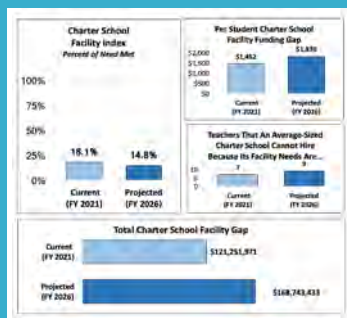 Charter School
Facility Index
Percent of Need Met
100%
75%
50%
25%
0%
18.1%
14.8%
Current
(FY 2021)
Projected
(FY 2026)
Per Student Charter School
Facility Funding Gap
$2,000
$1,500
$1,000
$500
$0
$1,452
Current
(FY 2021)
Projected
(FY 2026)
Teachers That An Average-Sized
Charter School Cannot Hire
Because Its Facility Needs Are...
10
5
0
7
9
Current
(FY 2021)
Projected
(FY 2026)
Total Charter School Facility Gap
Current
(FY 2021)
$121,251,971
Projected
(FY 2026)
$168,743,433